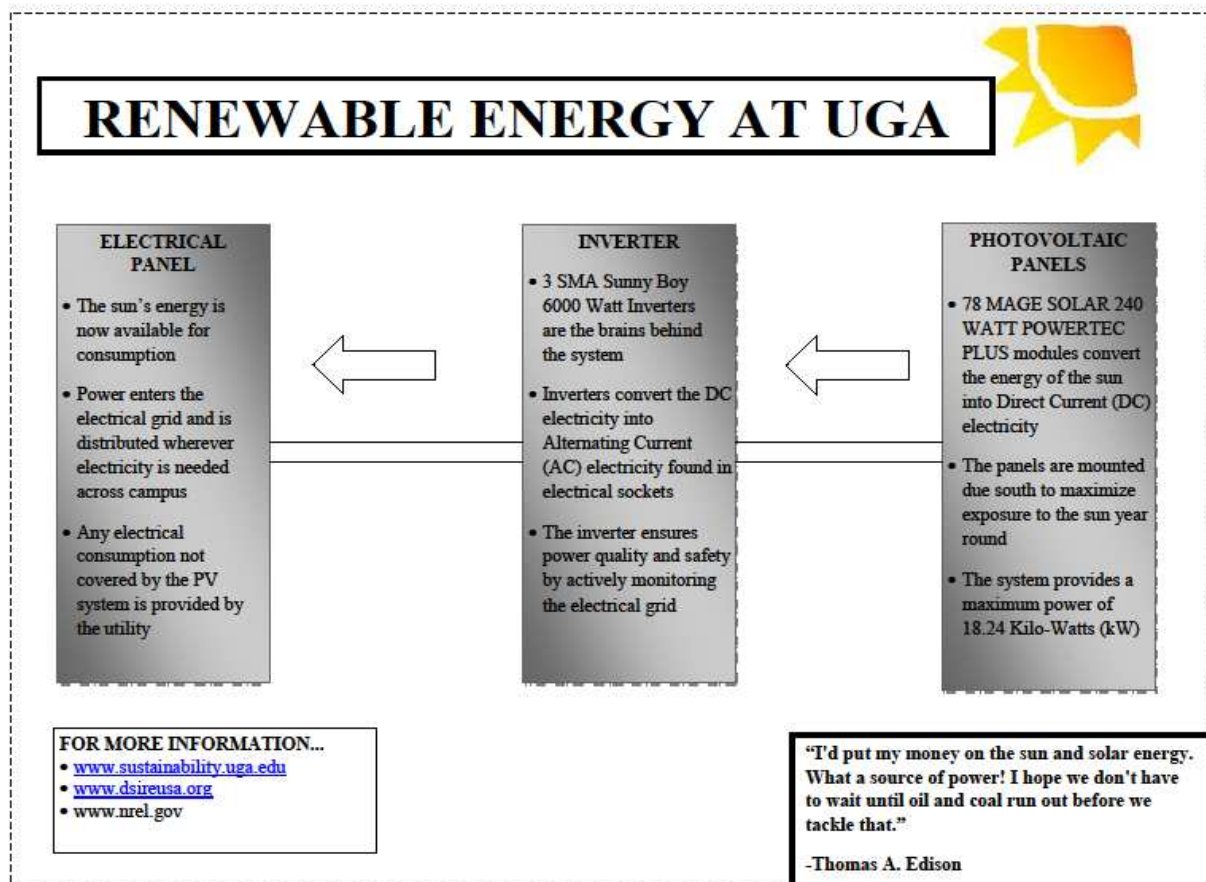 RENEWABLE ENERGY AT UGA
ELECTRICAL
PANEL
• The sun's energy is
now available for
consumption
• Power enters the
electrical grid and is
distributed wherever
electricity is needed
across campus
• Any electrical
consumption not
covered by the PV
system is provided by
the utility
INVERTER
• 3 SMA Sunny Boy
6000 Watt Inverters
are the brains behind
the system
• Inverters convert the DC
electricity into
Alternating Current
(AC) electricity found in
electrical sockets
• The inverter ensures
power quality and safety
by actively monitoring
the electrical grid
PHOTOVOLTAIC
PANELS
• 78 MAGE SOLAR 240
WATT POWERTEC
PLUS modules convert
the energy of the sun
into Direct Current (DC)
electricity
• The panels are mounted
due south to maximize
exposure to the sun year
round
• The system provides a
maximum power of
18.24 Kilo-Watts (kW)
FOR MORE INFORMATION...
• www.sustainability.uga.edu
• www.dsireusa.org
• www.nrel.gov
“I'd put my money on the sun and solar energy.
What a source of power! I hope we don't have
to wait until oil and coal run out before we
tackle that.”
-Thomas A. Edison